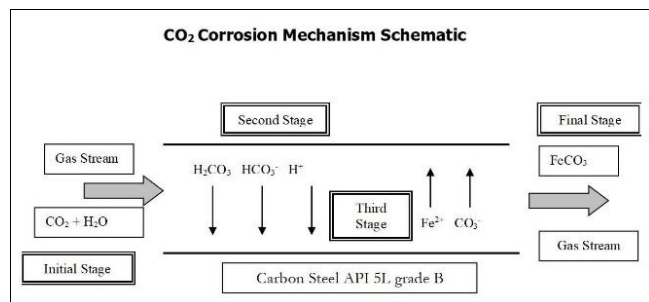 CO₂ Corrosion Mechanism Schematic
Second Stage
Final Stage
Gas Stream
H₂CO₃ HCO₃⁻ H⁺
FeCO₃
CO₂ + H₂O
Third
Stage
Fe²⁺ CO₃⁻
Gas Stream
Initial Stage
Carbon Steel API 5L grade B